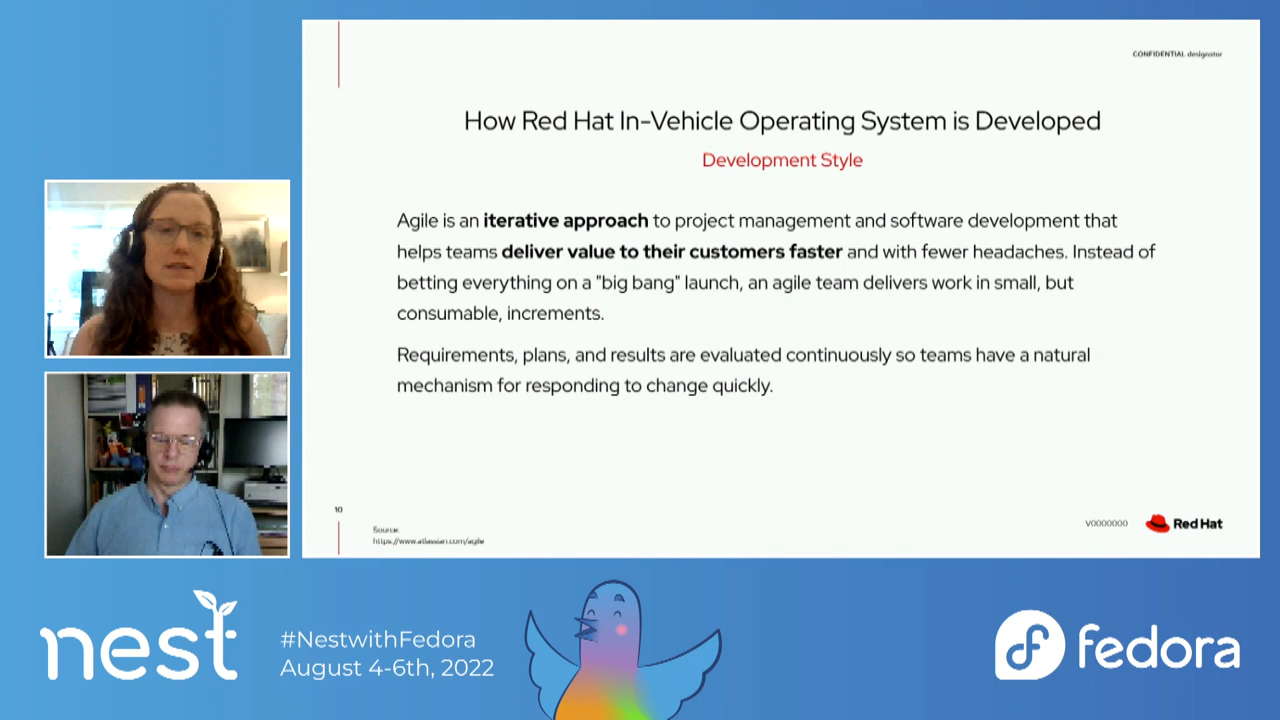 CONFIDENTIAL designator
How Red Hat In-Vehicle Operating System is Developed
Development Style
Agile is an iterative approach to project management and software development that
helps teams deliver value to their customers faster and with fewer headaches. Instead of
betting everything on a "big bang" launch, an agile team delivers work in small, but
consumable, increments.
Requirements, plans, and results are evaluated continuously so teams have a natural
mechanism for responding to change quickly.
10
Source:
https://www.atlassian.com/agile
V0000000
Red Hat
nest
#NestwithFedora
August 4-6th, 2022
fedora